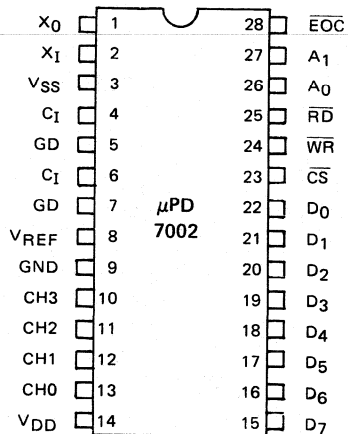 X0 1 28 EOC
XI 2 27 A1
VSS 3 26 A0
CI 4 25 RD
GD 5 24 WR
CI 6 23 CS
GD 7 μPD 22 D0
VREF 8 7002 21 D1
GND 9 20 D2
CH3 10 19 D3
CH2 11 18 D4
CH1 12 17 D5
CH0 13 16 D6
VDD 14 15 D7